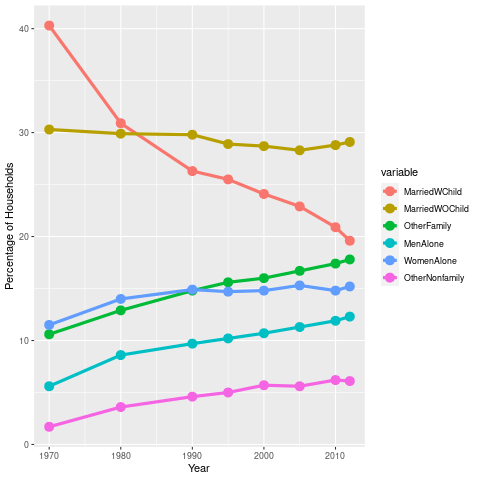 Percentage of Households
40
30
20
10
0
1970 1980 1990 2000 2010
Year
variable
MarriedWChild
MarriedWOChild
OtherFamily
MenAlone
WomenAlone
OtherNonfamily